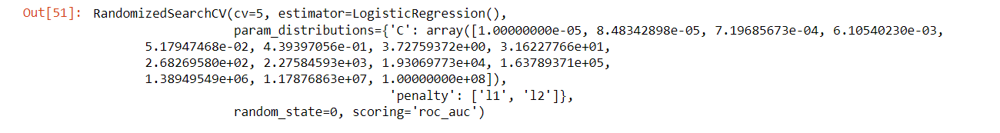 Out[51]: RandomizedSearchCV(cv=5, estimator=LogisticRegression(),
param_distributions={'C': array([1.00000000e-05, 8.48342898e-05, 7.19685673e-04, 6.10540230e-03,
5.17947468e-02, 4.39397056e-01, 3.72759372e+00, 3.16227766e+01,
2.68269580e+02, 2.27584593e+03, 1.93069773e+04, 1.63789371e+05,
1.38949549e+06, 1.17876863e+07, 1.00000000e+08]),
'penalty': ['l1', 'l2']},
random_state=0, scoring='roc_auc')